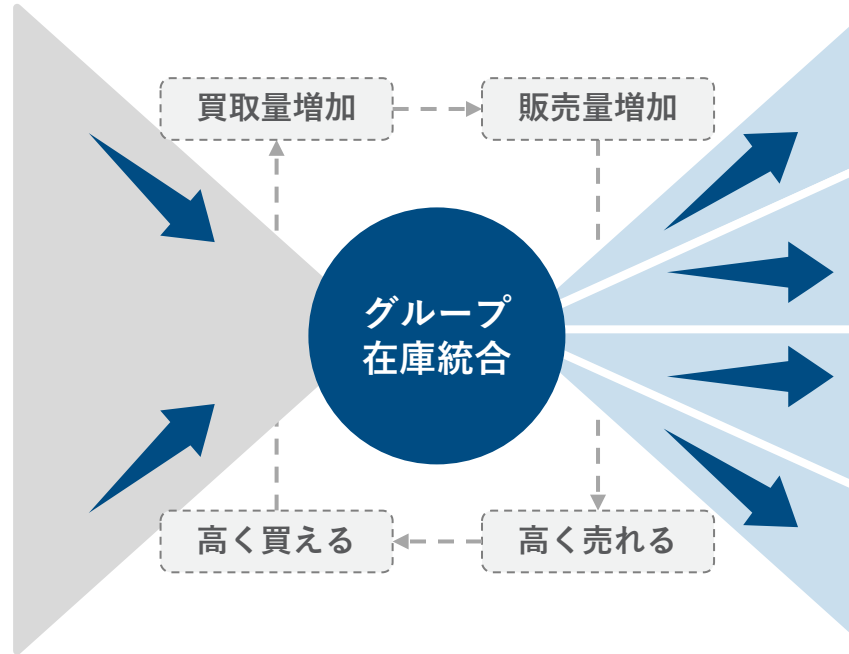 買取量増加
販売量増加
グループ
在庫統合
高く買える
高く売れる